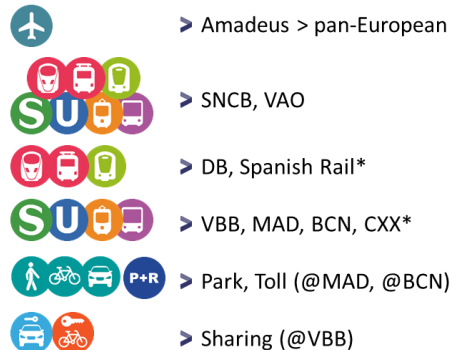 > Amadeus > pan-European
S U > SNCB, VAO
> DB, Spanish Rail*
S U > VBB, MAD, BCN, CXX*
P+R > Park, Toll (@MAD, @BCN)
> Sharing (@VBB)